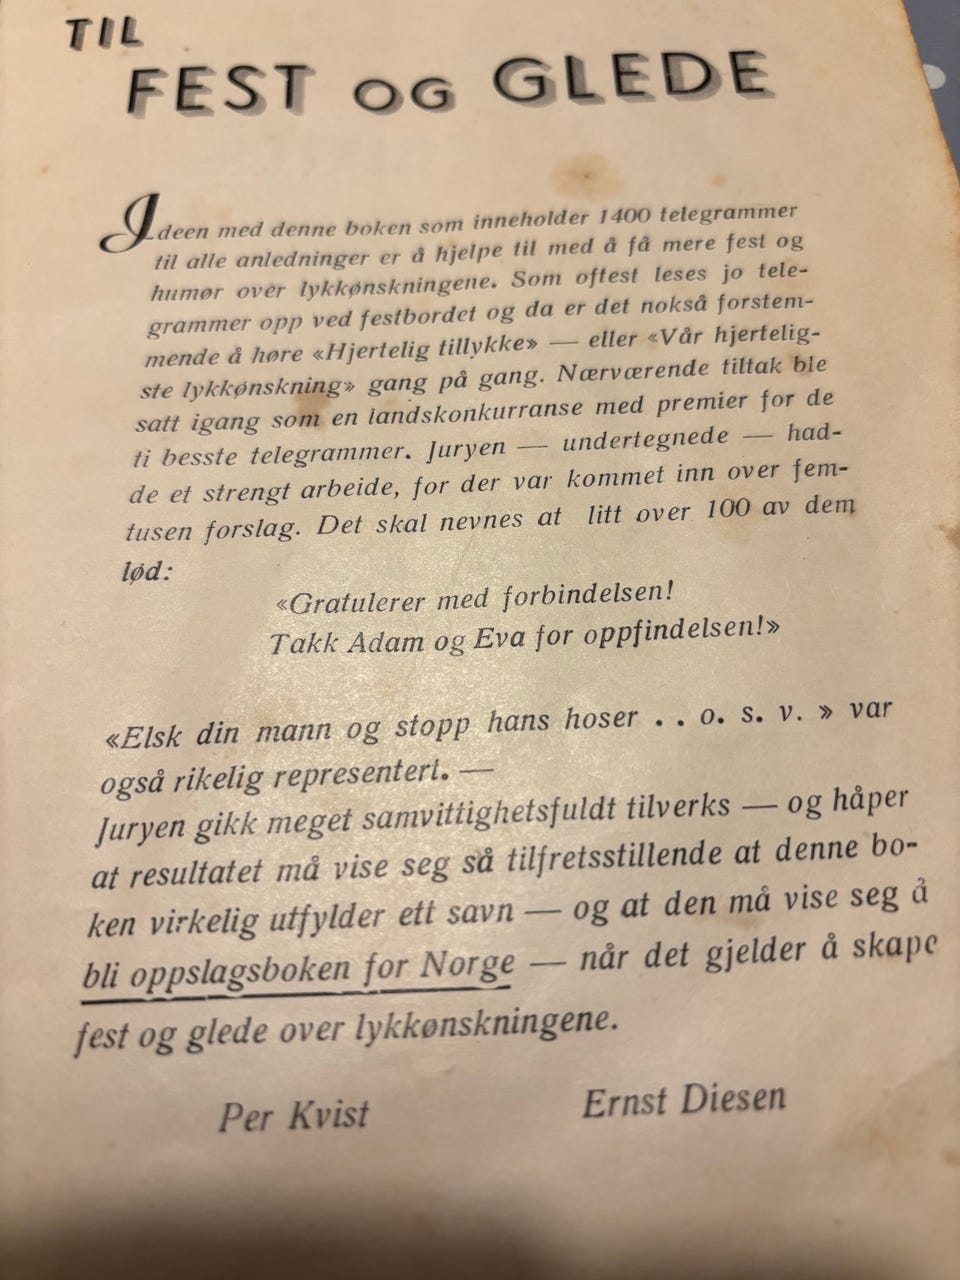 TIL
FEST OG GLEDE
Ideen med denne boken som inneholder 1400 telegrammer
til alle anledninger er å hjelpe til med å få mere fest og
humør over lykkønskningene. Som oftest leses jo tele-
grammer opp ved festbordet og da er det nokså forstem-
mende å høre «Hjertelig tillykke» — eller «Vår hjertelig-
ste lykkønskning» gang på gang. Nærværende tiltak ble
satt igang som en landskonkurranse med premier for de
ti besste telegrammer. Juryen — undertegnede — had-
de et strengt arbeide, for der var kommet inn over fem-
tusen forslag. Det skal nevnes at litt over 100 av dem
lød:
«Gratulerer med forbindelsen!
Takk Adam og Eva for oppfindelsen!»
«Elsk din mann og stopp hans hoser . . o. s. v. » var
også rikelig representert. —
Juryen gikk meget samvittighetsfuldt tilverks — og håper
at resultatet må vise seg så tilfretsstillende at denne bo-
ken virkelig utfylder ett savn — og at den må vise seg å
bli oppslagsboken for Norge — når det gjelder å skape
fest og glede over lykkønskningene.
Per Kvist
Ernst Diesen